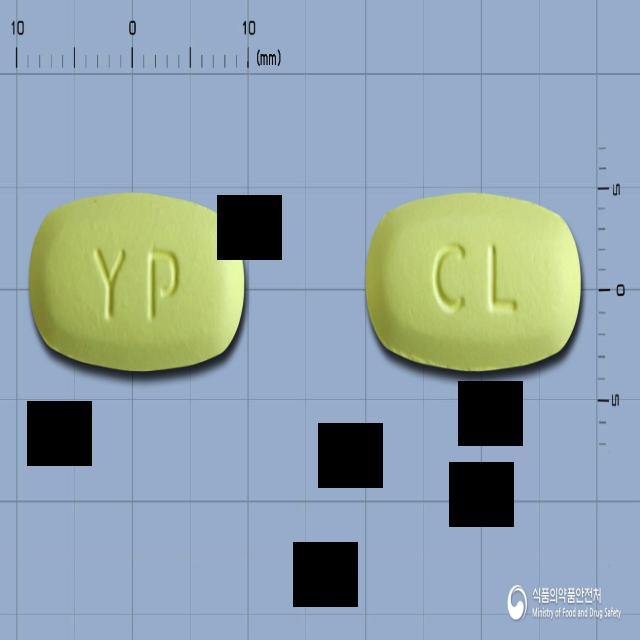 10 0 10
(mm)
YP
CL
5
0
5
식품의약품안전처
Ministry of Food and Drug Safety